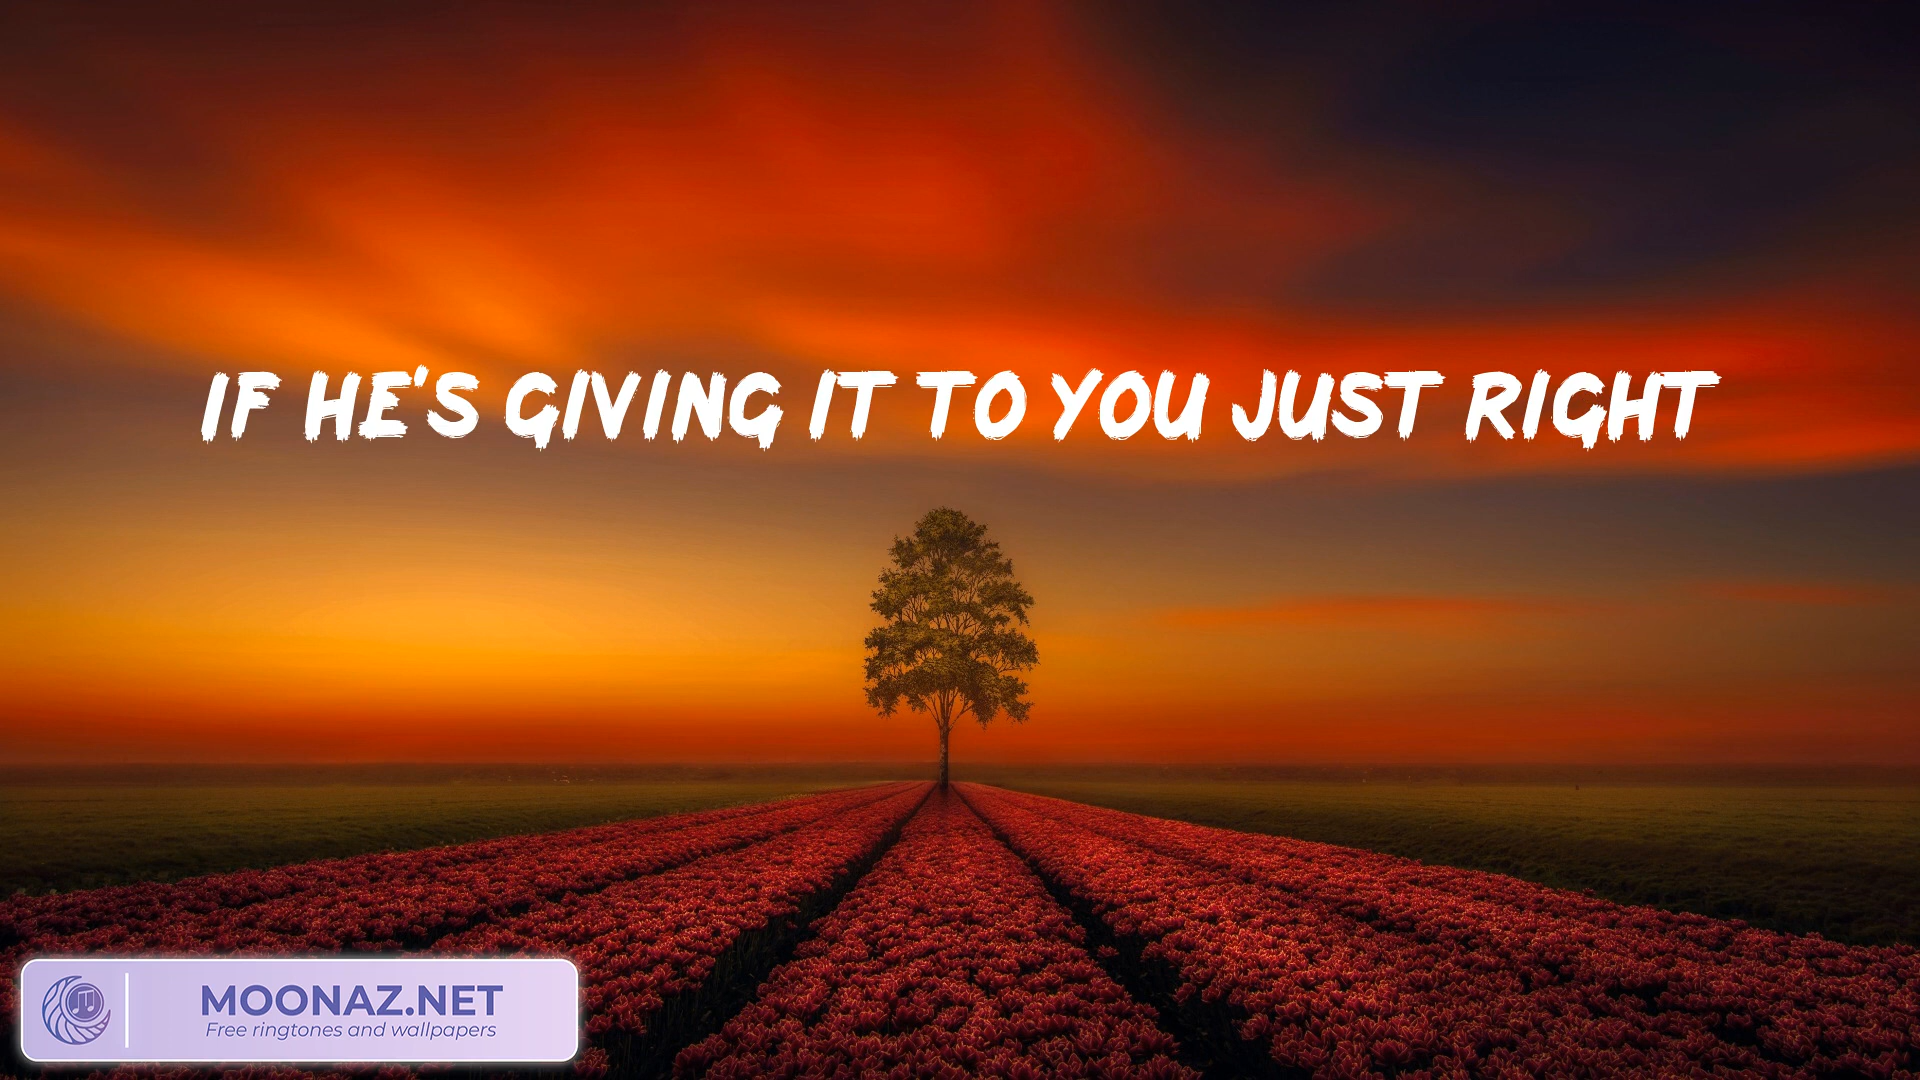 IF HE'S GIVING IT TO YOU JUST RIGHT
MOONAZ.NET
Free ringtones and wallpapers